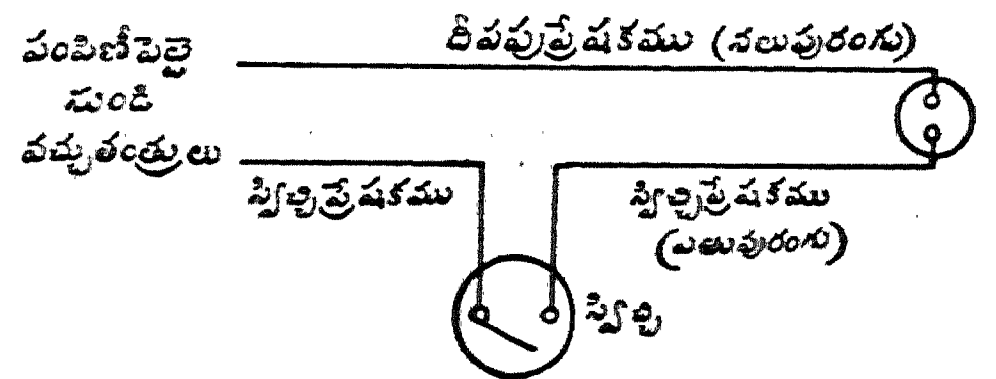 దీపపుప్రేషకము (నలుపురంగు)
పంపిణీపెట్టె
నుండి
వచ్చుతంత్రులు
స్విచ్చిప్రేషకము
స్విచ్చిప్రేషకము
(ఎఱుపురంగు)
స్విచ్చి